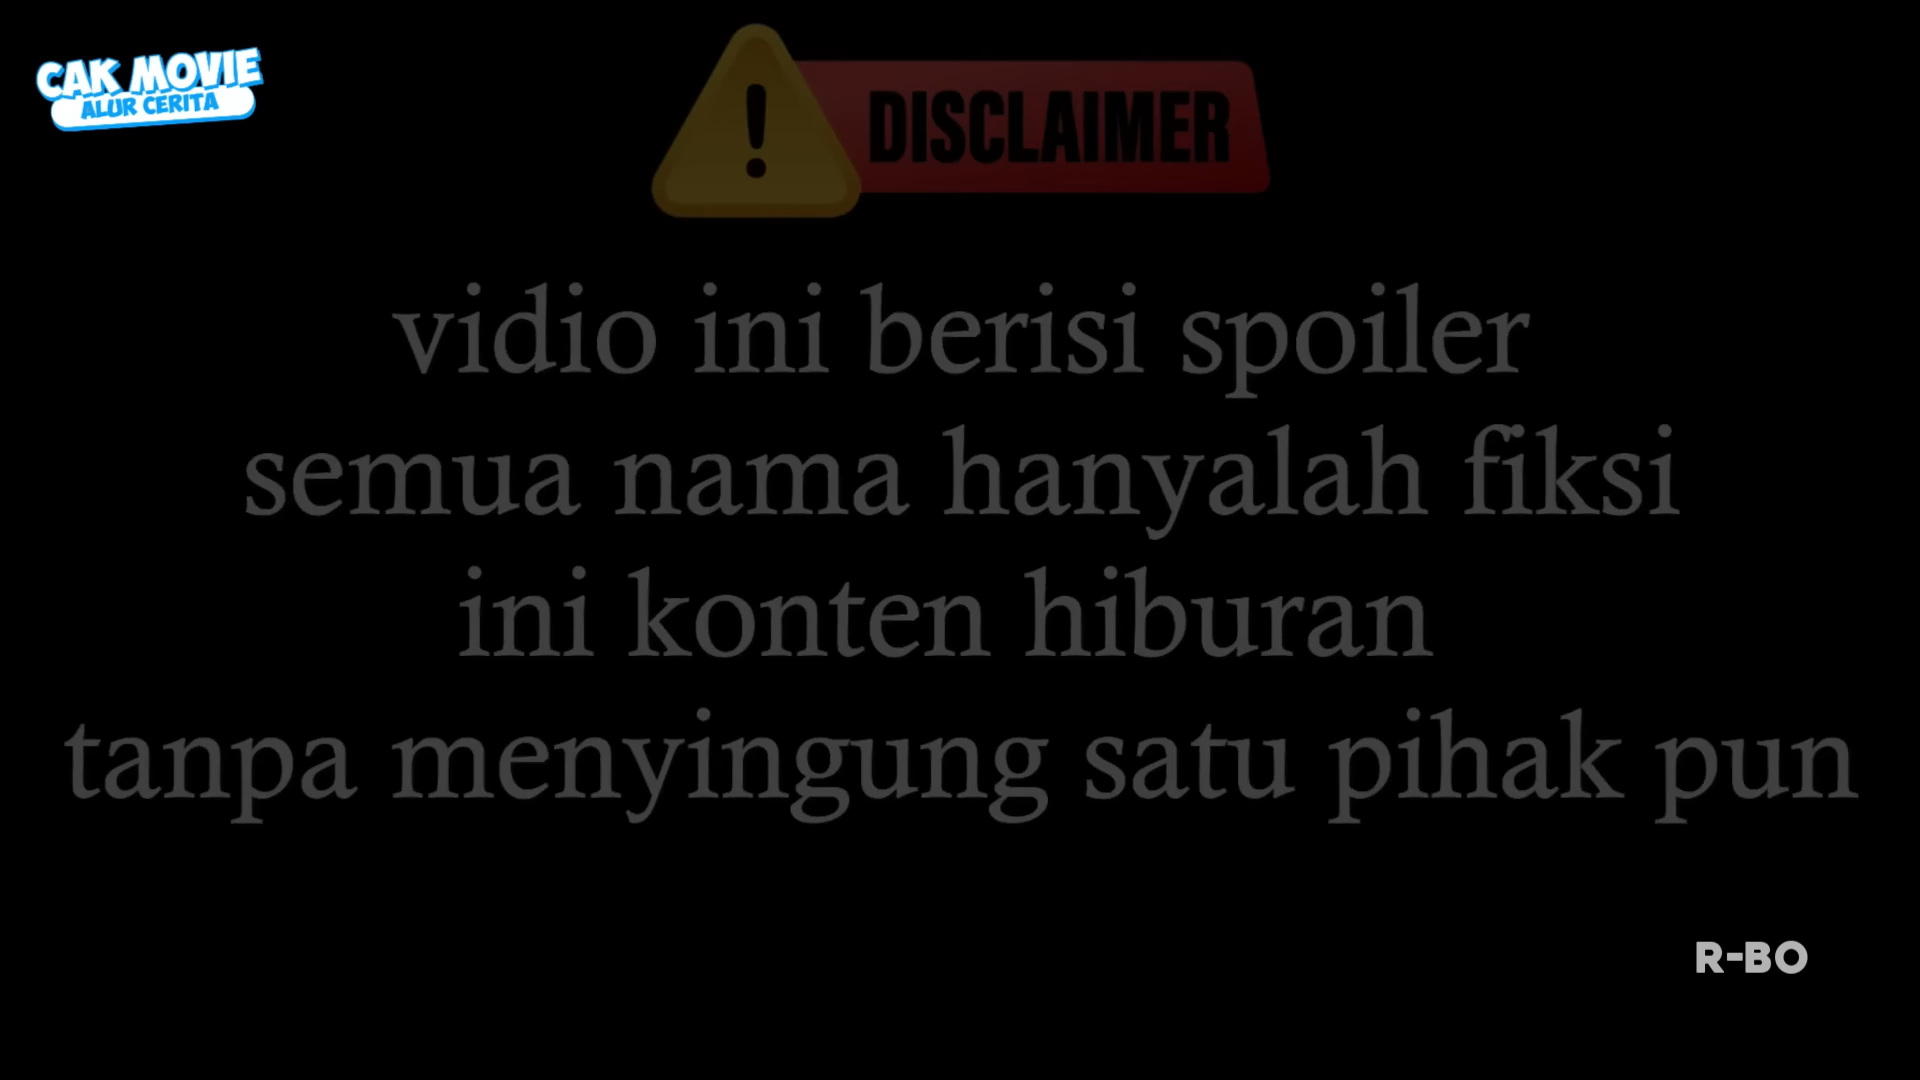 CAK MOVIE
ALUR CERITA
! DISCLAIMER
vidio ini berisi spoiler
semua nama hanyalah fiksi
ini konten hiburan
tanpa menyingung satu pihak pun
R-BO